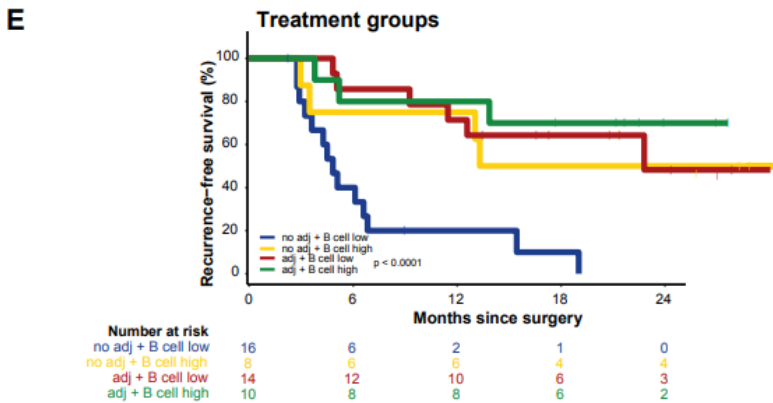 E
Treatment groups
Recurrence-free survival (%)
100
80
60
40
20
0
no adj + B cell low
no adj + B cell high
adj + B cell low
adj + B cell high
p < 0.0001
0 6 12 18 24
Months since surgery
Number at risk
no adj + B cell low 16 6 2 1 0
no adj + B cell high 8 6 6 4 4
adj + B cell low 14 12 10 6 3
adj + B cell high 10 8 8 6 2